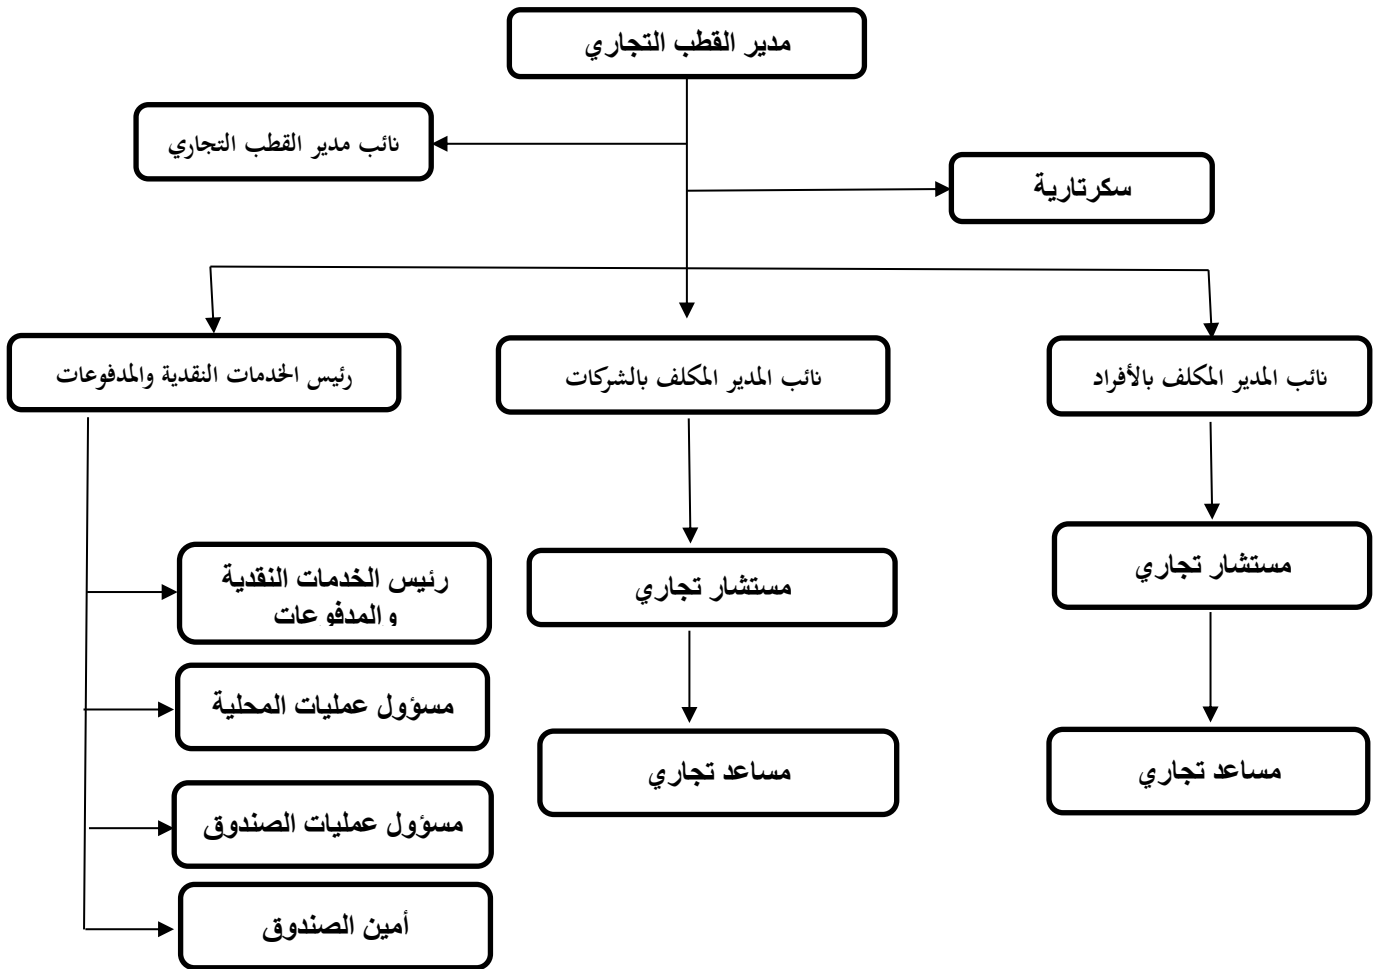 مدير القطب التجاري
نائب مدير القطب التجاري
سكرتارية
نائب المدير المكلف بالأفراد
نائب المدير المكلف بالشركات
رئيس الخدمات النقدية والمدفوعات
مستشار تجاري
مستشار تجاري
رئيس الخدمات النقدية
والمدفوعات
مسؤول عمليات المحلية
مساعد تجاري
مساعد تجاري
مسؤول عمليات الصندوق
أمين الصندوق